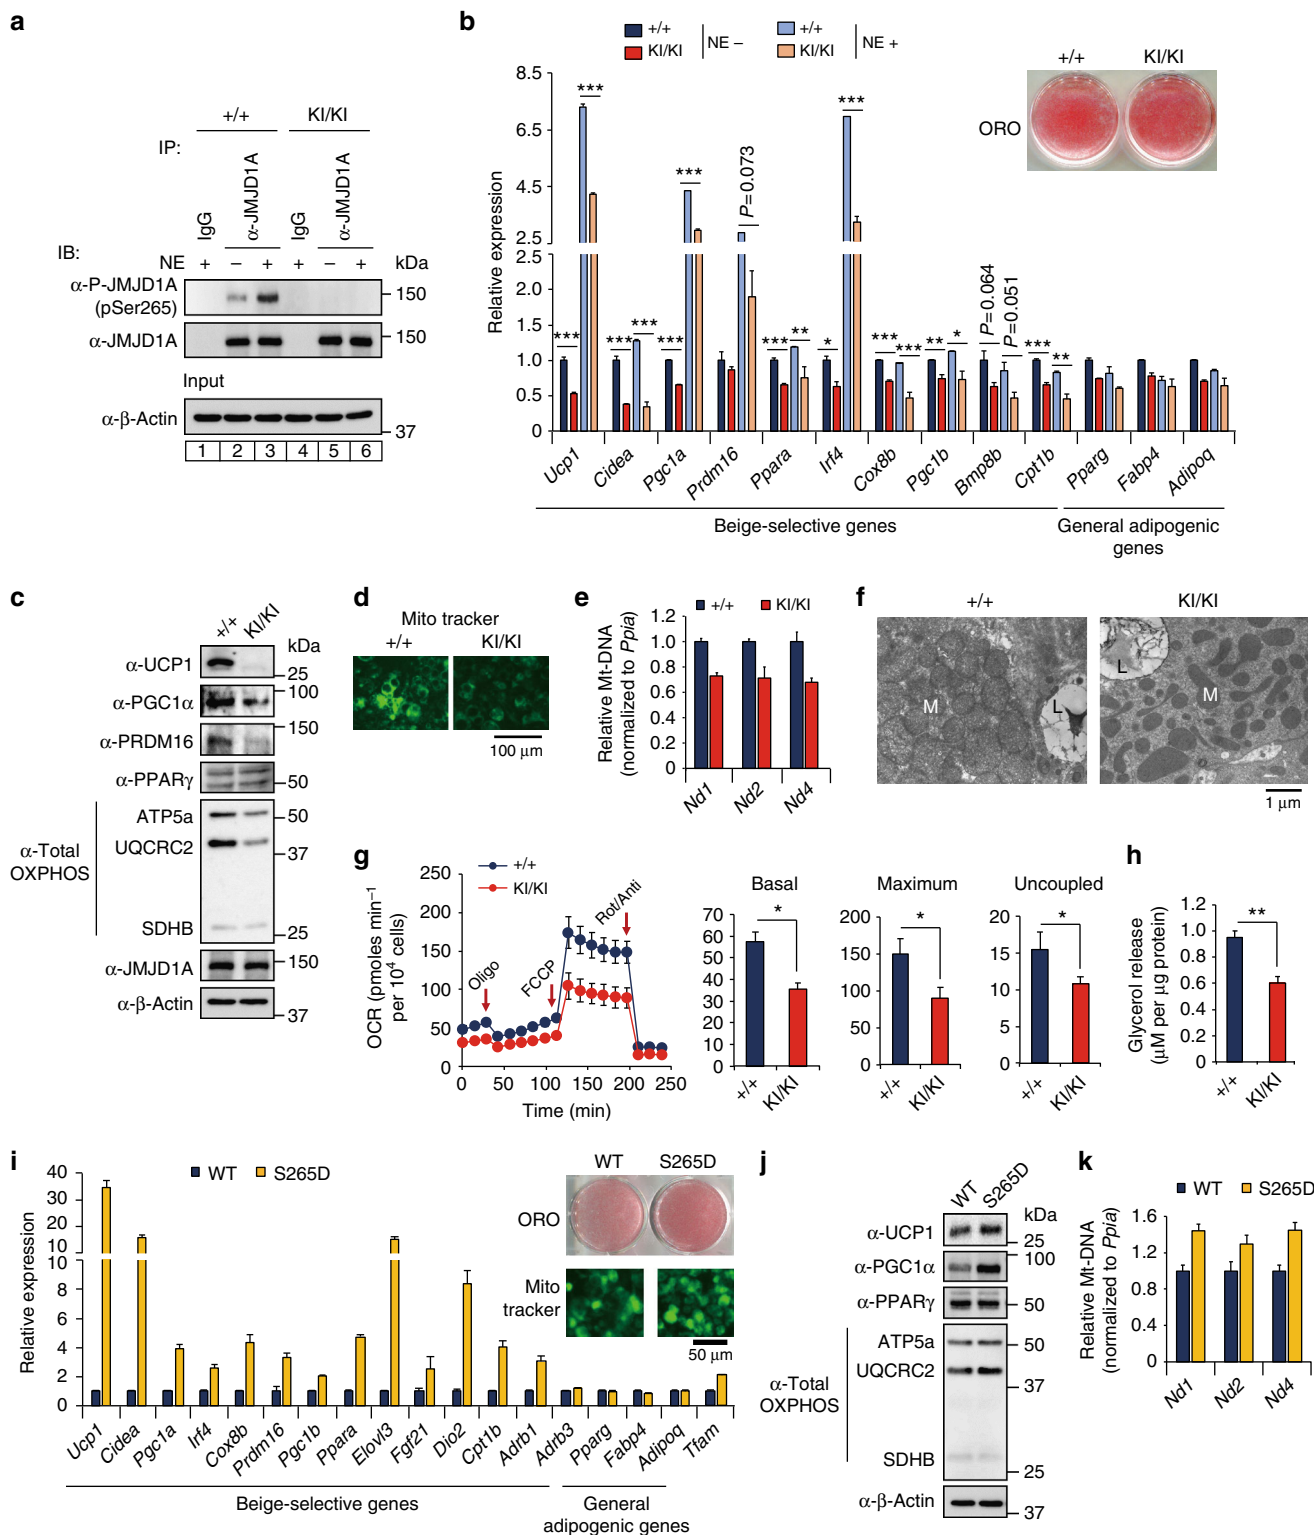 a
+/+ KI/KI
IP:
IgG α-JMJD1A IgG α-JMJD1A
IB:
NE + − + + − + kDa
α-P-JMJD1A
(pSer265)
150
α-JMJD1A 150
Input
α-β-Actin
37
1 2 3 4 5 6
b
+/+ NE − +/+ NE +
KI/KI KI/KI
Relative expression
8.5
6.5
4.5
2.5
2.5
2.0
1.5
1.0
0.5
0
*** *** *** *** *** *** P=0.073 *** ** * *** *** *** ** * P=0.064 P=0.051 *** **
+/+ KI/KI
ORO
Ucp1 Cidea Pgc1a Prdm16 Ppara Irf4 Cox8b Pgc1b Bmp8b Cpt1b Pparg Fabp4 Adipoq
Beige-selective genes General adipogenic
genes
c
+/+ KI/KI
kDa
α-UCP1
25
α-PGC1α 100
α-PRDM16 150
α-PPARγ 50
α-Total
OXPHOS
ATP5a 50
UQCRC2
37
SDHB 25
α-JMJD1A 150
α-β-Actin
37
d
Mito tracker
+/+ KI/KI
100 μm
e
+/+ KI/KI
Relative Mt-DNA
(normalized to Ppia)
1.2
1.0
0.8
0.6
0.4
0.2
0
Nd1 Nd2 Nd4
f
+/+ KI/KI
M L
L M
1 μm
g
+/+
KI/KI
OCR (pmoles min−1
per 104 cells)
250
200
150
100
50
0
Oligo FCCP Rot/Anti
0 50 100 150 200 250
Time (min)
Basal
70
60
50
40
30
20
10
0
*
+/+ KI/KI
Maximum
200
150
100
50
0
*
+/+ KI/KI
Uncoupled
20
15
10
5
0
*
+/+ KI/KI
h
Glycerol release
(μM per μg protein)
1.2
1.0
0.8
0.6
0.4
0.2
0
**
+/+ KI/KI
i
WT S265D
Relative expression
40
30
20
10
10
8
6
4
2
0
WT S265D
ORO
Mito
tracker
50 μm
Ucp1 Cidea Pgc1a Irf4 Cox8b Prdm16 Pgc1b Ppara Elovl3 Fgf21 Dio2 Cpt1b Adrb1 Adrb3 Pparg Fabp4 Adipoq Tfam
Beige-selective genes General
adipogenic genes
j
WT S265D
kDa
α-UCP1
25
α-PGC1α 100
α-PPARγ 50
α-Total
OXPHOS
ATP5a 50
UQCRC2
37
SDHB
25
α-β-Actin
37
k
WT S265D
Relative Mt-DNA
(normalized to Ppia)
1.6
1.2
0.8
0.4
0
Nd1 Nd2 Nd4